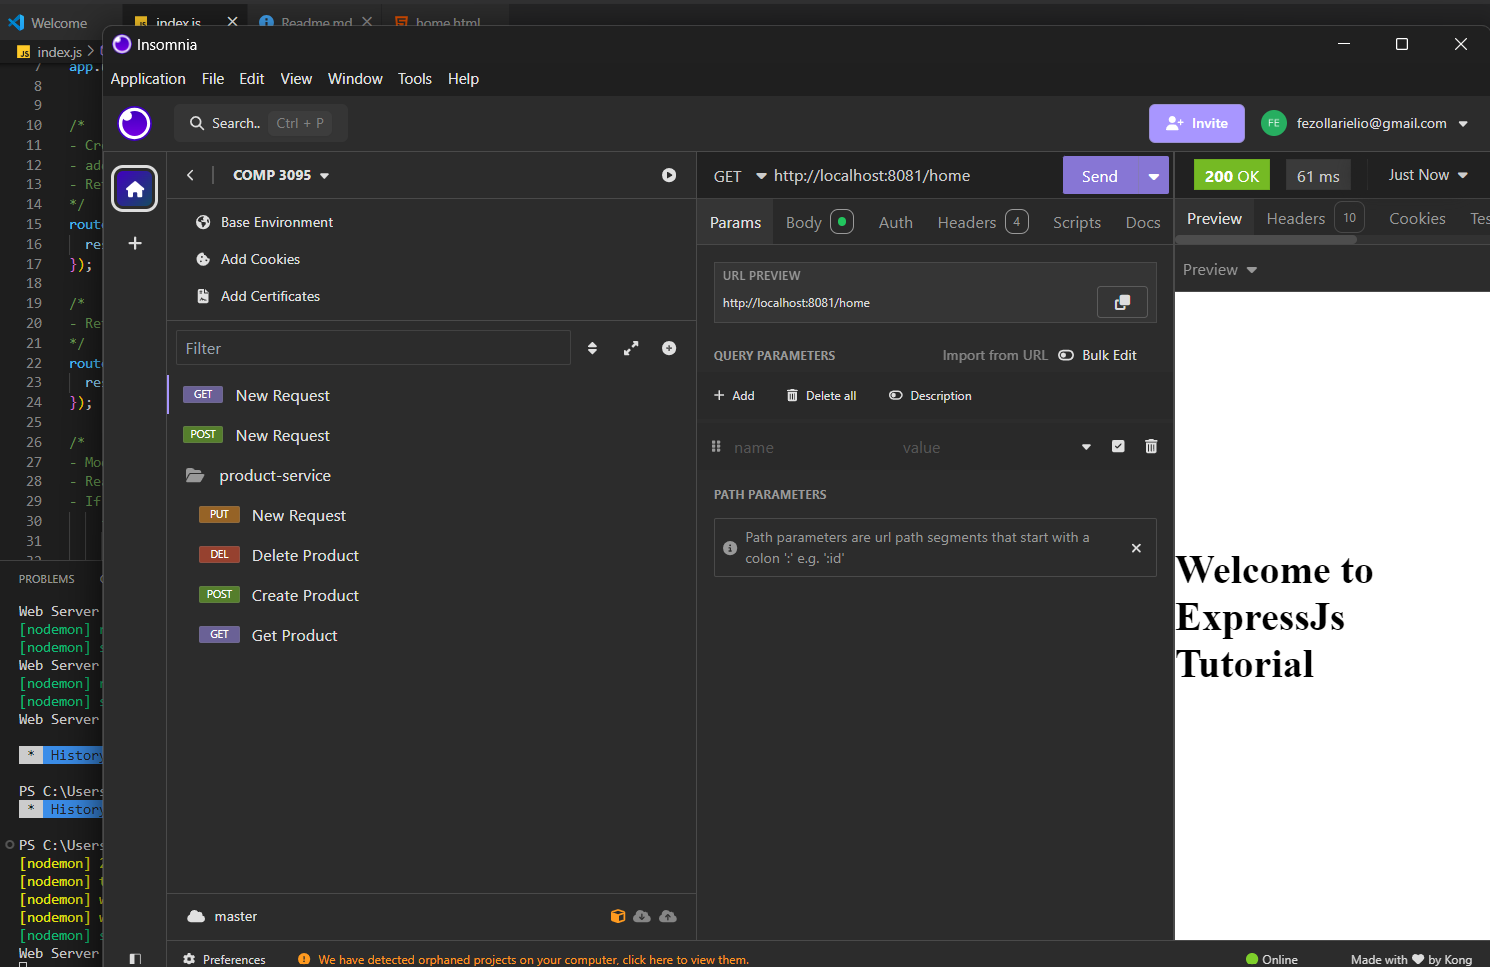 Welcome
index.js
Readme.md
home.html
index.js
Insomnia
Application File Edit View Window Tools Help
Search.. Ctrl + P
Invite
FE fezollarielio@gmail.com
COMP 3095
Base Environment
Add Cookies
Add Certificates
Filter
GET New Request
POST New Request
product-service
PUT New Request
DEL Delete Product
POST Create Product
GET Get Product
master
GET http://localhost:8081/home Send
Params Body Auth Headers 4 Scripts Docs
URL PREVIEW
http://localhost:8081/home
QUERY PARAMETERS Import from URL Bulk Edit
+ Add Delete all Description
name value
PATH PARAMETERS
Path parameters are url path segments that start with a
colon ':' e.g. ':id'
200 OK 61 ms Just Now
Preview Headers 10 Cookies Tes
Preview
Welcome to
ExpressJs
Tutorial
7 app.
8
9
10 /*
11 - Cr
12 - ad
13 - Re
14 */
15 rout
16 re
17 });
18
19 /*
20 - Re
21 */
22 rout
23 re
24 });
25
26 /*
27 - Mo
28 - Rea
29 - If
30
31
32
PROBLEMS
Web Server
[nodemon] r
[nodemon] s
Web Server
[nodemon] r
[nodemon] s
Web Server
* History
PS C:\Users
* History
PS C:\Users
[nodemon] 2
[nodemon] t
[nodemon] w
[nodemon] w
[nodemon] s
Web Server
Preferences We have detected orphaned projects on your computer, click here to view them. Online Made with ❤ by Kong